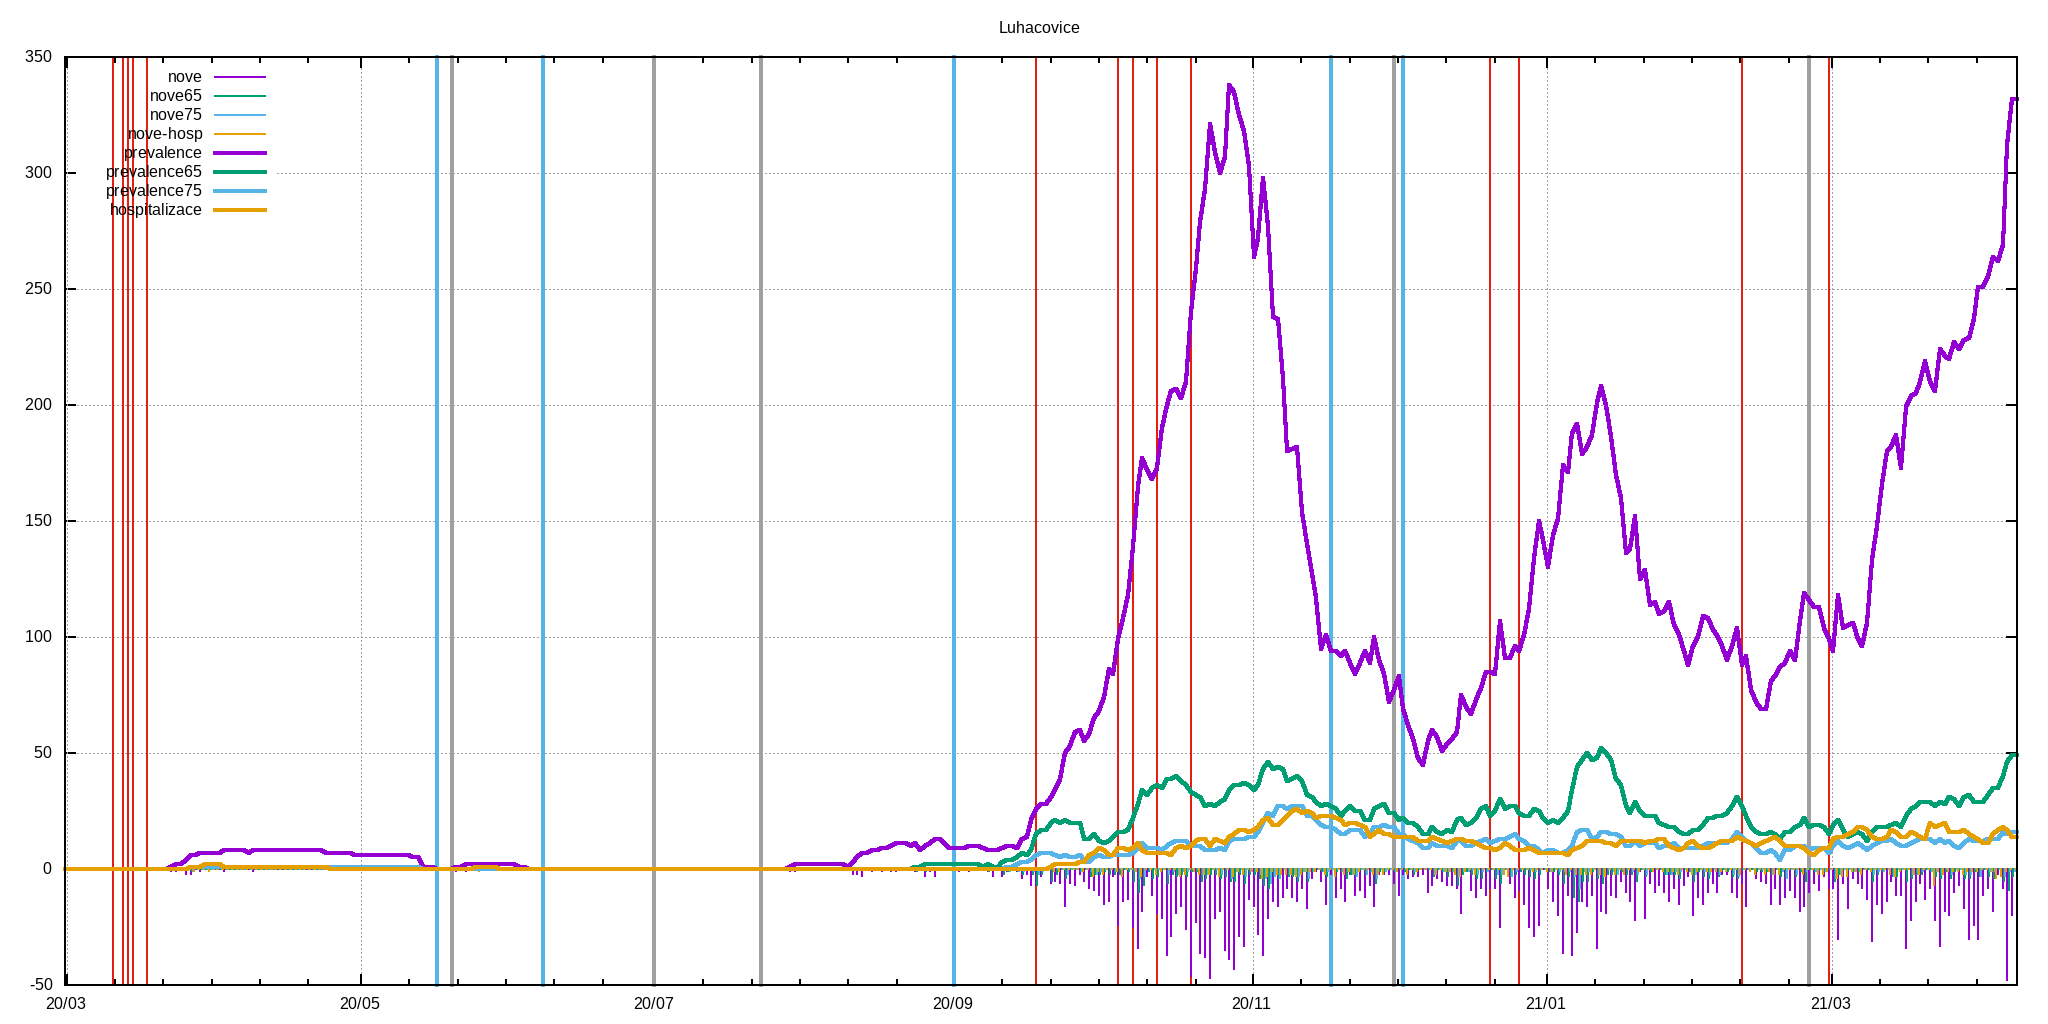 Luhacovice
350
300
250
200
150
100
50
0
-50
nove
nove65
nove75
nove-hosp
prevalence
prevalence65
prevalence75
hospitalizace
20/03 20/05 20/07 20/09 20/11 21/01 21/03